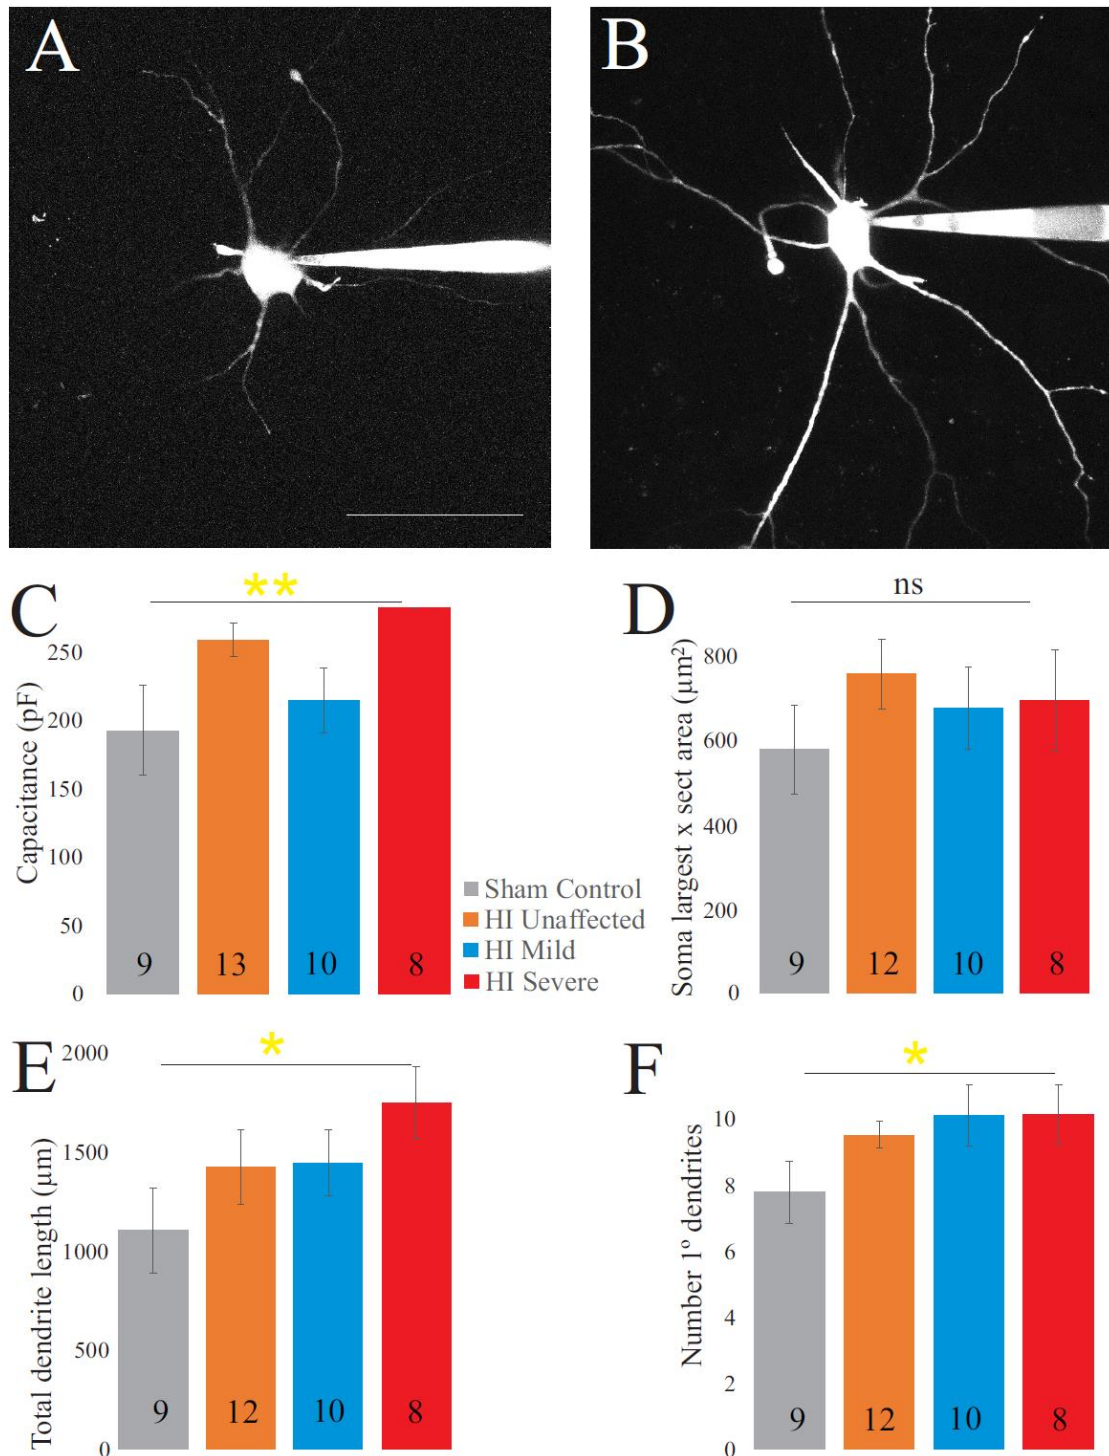 A
B
C
**
Capacitance (pF)
250
200
150
100
50
0
9
13
10
8
Sham Control
HI Unaffected
HI Mild
HI Severe
D
ns
Soma largest x sect area (µm²)
800
600
400
200
0
9
12
10
8
E
*
Total dendrite length (µm)
2000
1500
1000
500
0
9
12
10
8
F
*
Number 1º dendrites
10
8
6
4
2
0
9
12
10
8